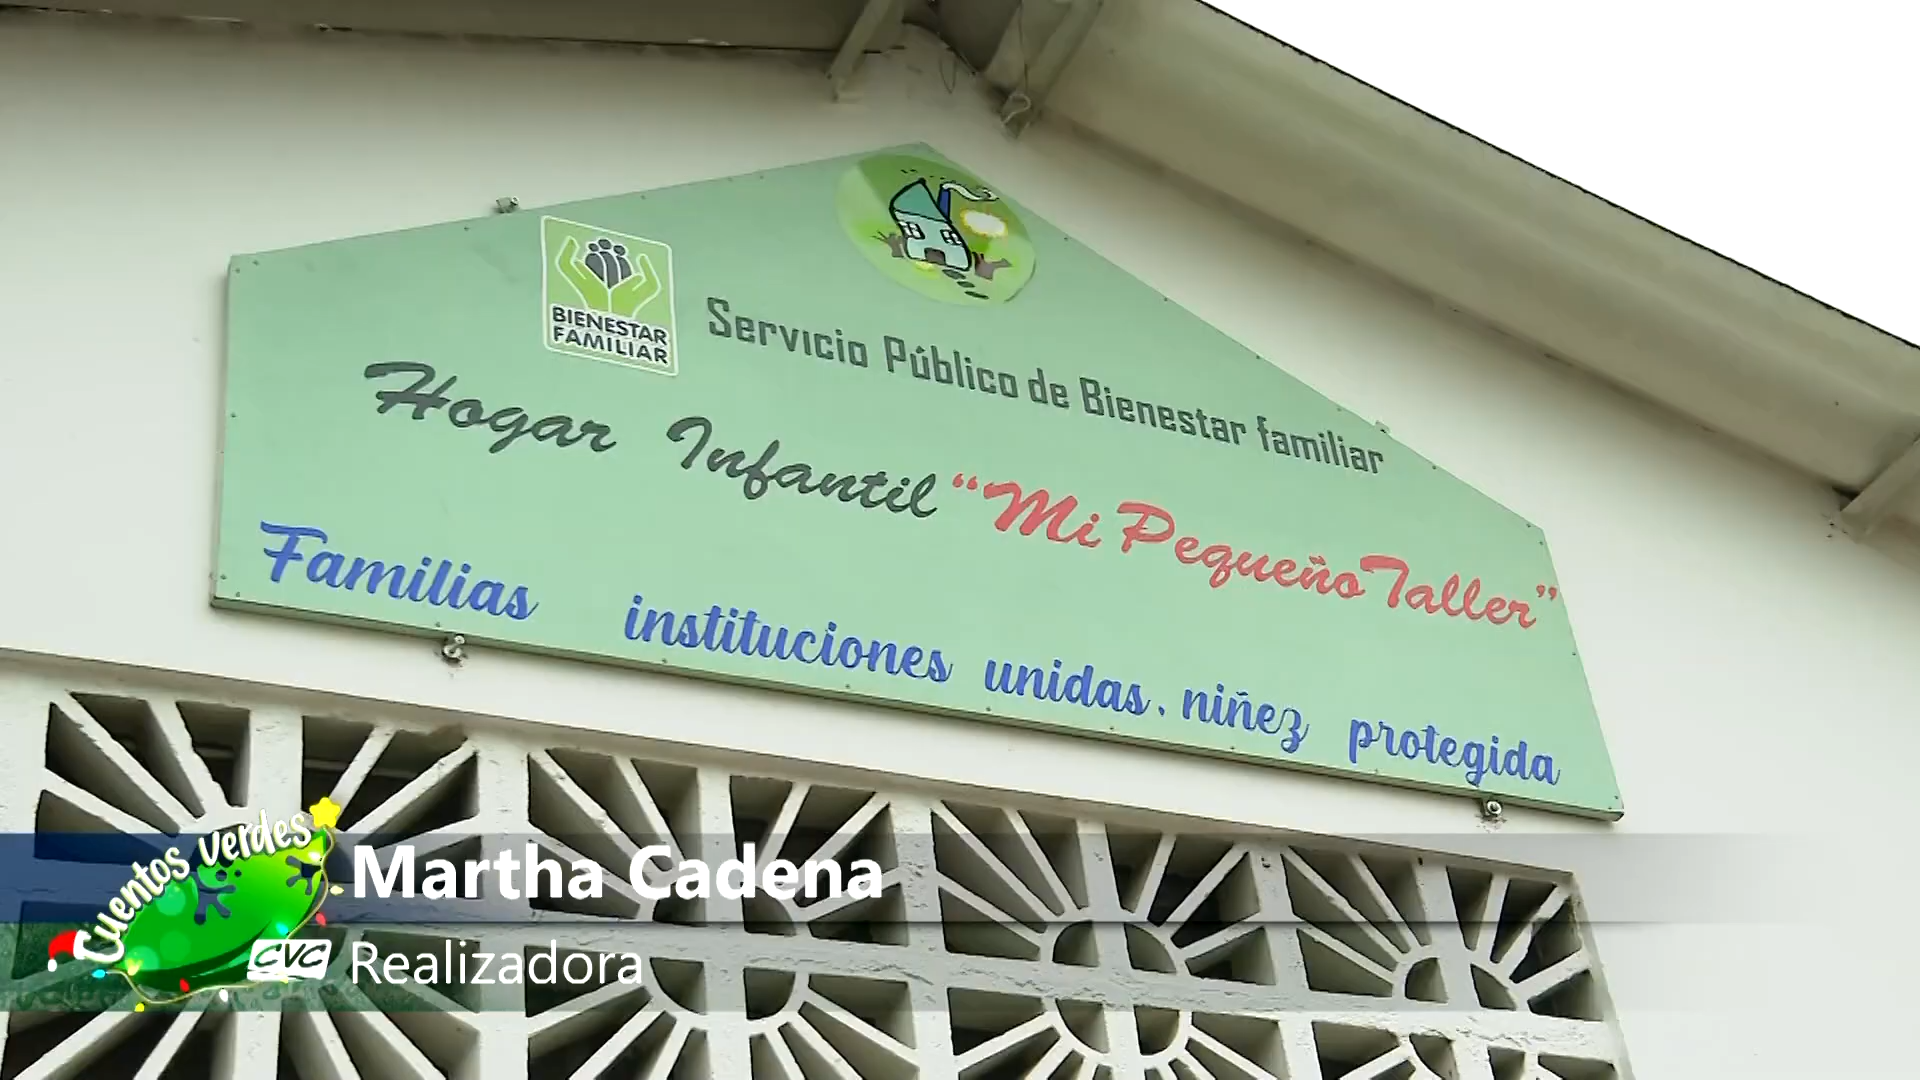 BIENESTAR
FAMILIAR
Servicio Público de Bienestar familiar
Hogar Infantil "Mi Pequeño Taller"
Familias instituciones unidas, niñez protegida
Cuentos verdes
CVC
Martha Cadena
Realizadora